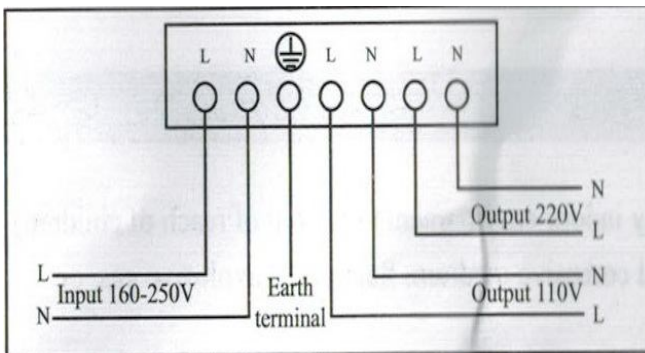 L N L N L N
N
Output 220V
L
L
Input 160-250V
N
Earth
terminal
N
Output 110V
L